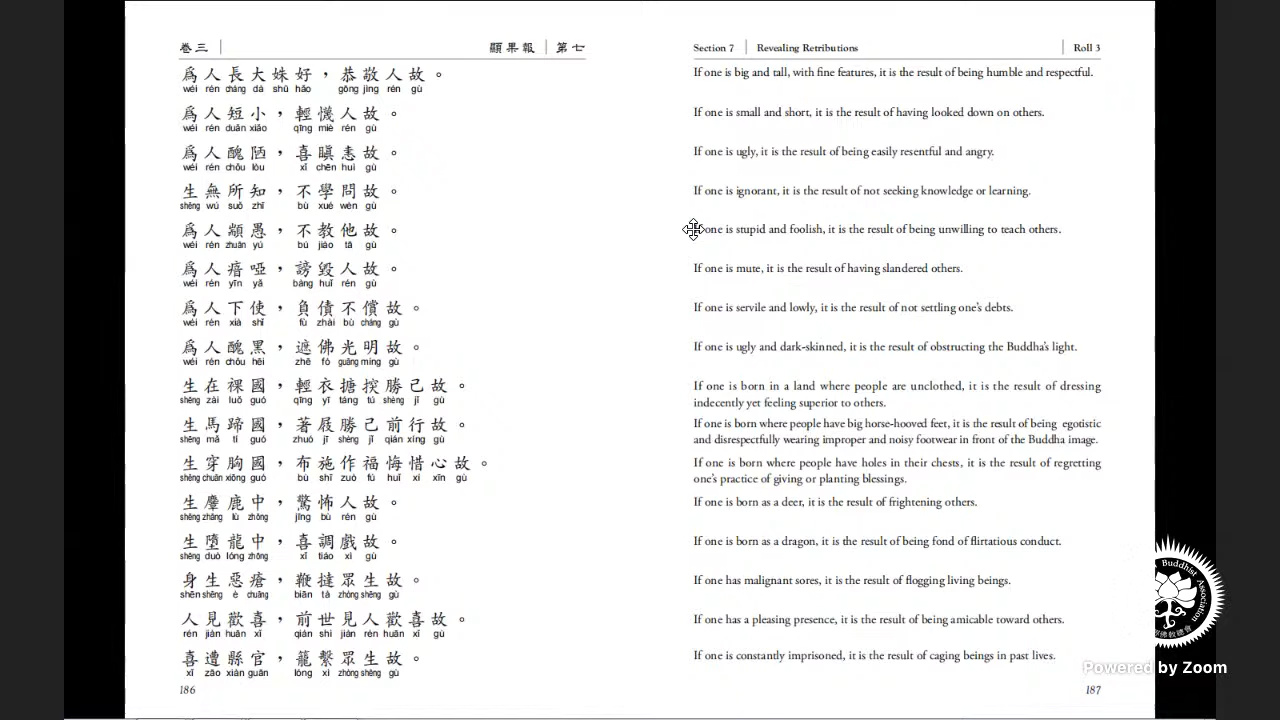 卷三 顯果報 第七
爲人長大姝好，恭敬人故。
wéi rén cháng dà shū hǎo gōng jìng rén gù
爲人短小，輕懱人故。
wéi rén duǎn xiǎo qīng miè rén gù
爲人醜陋，喜瞋恚故。
wéi rén chǒu lòu xǐ chēn huì gù
生無所知，不學問故。
shēng wú suǒ zhī bù xué wèn gù
爲人顓愚，不教他故。
wéi rén zhuān yú bù jiāo tā gù
爲人瘖啞，謗毀人故。
wéi rén yīn yǎ bàng huǐ rén gù
爲人下使，負債不償故。
wéi rén xià shǐ fù zhài bù cháng gù
爲人醜黑，遮佛光明故。
wéi rén chǒu hēi zhē fó guāng míng gù
生在裸國，輕衣搪揬勝己故。
shēng zài luǒ guó qīng yī táng tú shèng jǐ gù
生馬蹄國，著屐勝己前行故。
shēng mǎ tí guó zhuó jī shèng jǐ qián xíng gù
生穿胸國，布施作福悔惜心故。
shēng chuān xiōng guó bù shī zuò fú huǐ xí xīn gù
生麞鹿中，驚怖人故。
shēng zhāng lù zhōng jīng bù rén gù
生墮龍中，喜調戲故。
shēng duò lóng zhōng xǐ tiáo xì gù
身生惡瘡，鞭撻眾生故。
shēn shēng è chuāng biān tà zhòng shēng gù
人見歡喜，前世見人歡喜故。
rén jiàn huān xǐ qián shì jiàn rén huān xǐ gù
喜遭縣官，籠繫眾生故。
xǐ zāo xiàn guān lóng xì zhòng shēng gù
186
Section 7 Revealing Retributions Roll 3
If one is big and tall, with fine features, it is the result of being humble and respectful.
If one is small and short, it is the result of having looked down on others.
If one is ugly, it is the result of being easily resentful and angry.
If one is ignorant, it is the result of not seeking knowledge or learning.
one is stupid and foolish, it is the result of being unwilling to teach others.
If one is mute, it is the result of having slandered others.
If one is servile and lowly, it is the result of not settling one's debts.
If one is ugly and dark-skinned, it is the result of obstructing the Buddha's light.
If one is born in a land where people are unclothed, it is the result of dressing
indecently yet feeling superior to others.
If one is born where people have big horse-hooved feet, it is the result of being egotistic
and disrespectfully wearing improper and noisy footwear in front of the Buddha image.
If one is born where people have holes in their chests, it is the result of regretting
one's practice of giving or planting blessings.
If one is born as a deer, it is the result of frightening others.
If one is born as a dragon, it is the result of being fond of flirtatious conduct.
If one has malignant sores, it is the result of flogging living beings.
If one has a pleasing presence, it is the result of being amicable toward others.
If one is constantly imprisoned, it is the result of caging beings in past lives.
187
Buddhist Association
Powered by Zoom